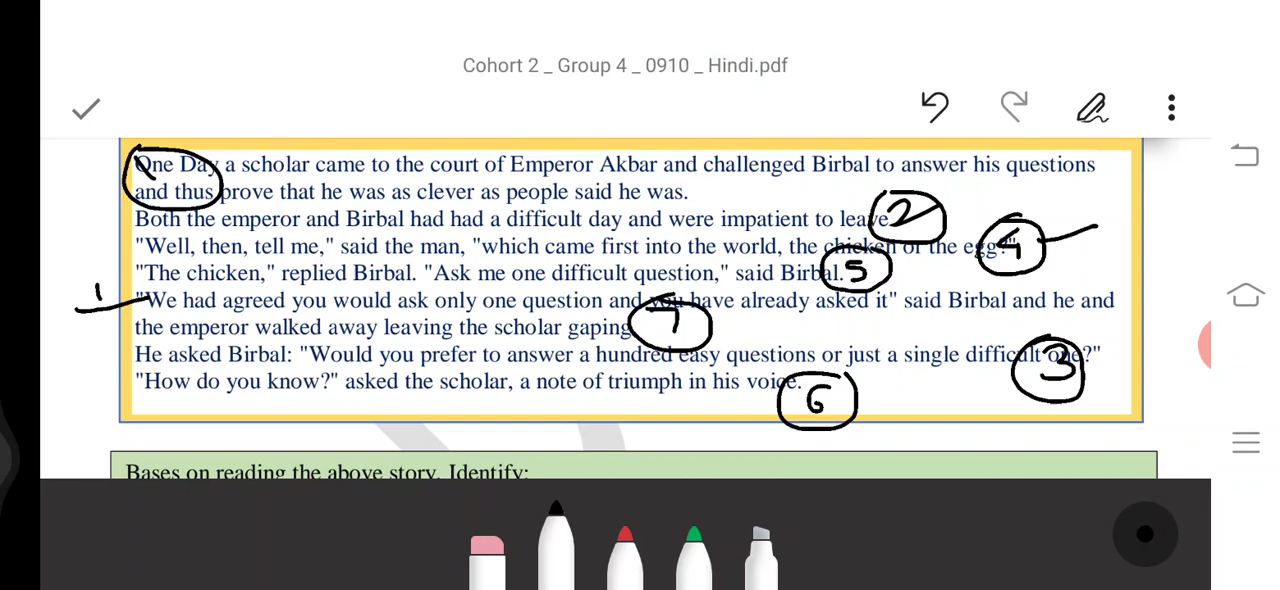 Cohort 2 _ Group 4 _ 0910 _ Hindi.pdf
One Day a scholar came to the court of Emperor Akbar and challenged Birbal to answer his questions
and thus prove that he was as clever as people said he was.
Both the emperor and Birbal had had a difficult day and were impatient to leave 2
"Well, then, tell me," said the man, "which came first into the world, the chicken or the egg?" 4
"The chicken," replied Birbal. "Ask me one difficult question," said Birbal. 5
1 "We had agreed you would ask only one question and you have already asked it" said Birbal and he and
the emperor walked away leaving the scholar gaping 7
He asked Birbal: "Would you prefer to answer a hundred easy questions or just a single difficult one?" 3
"How do you know?" asked the scholar, a note of triumph in his voice. 6
Bases on reading the above story, Identify: